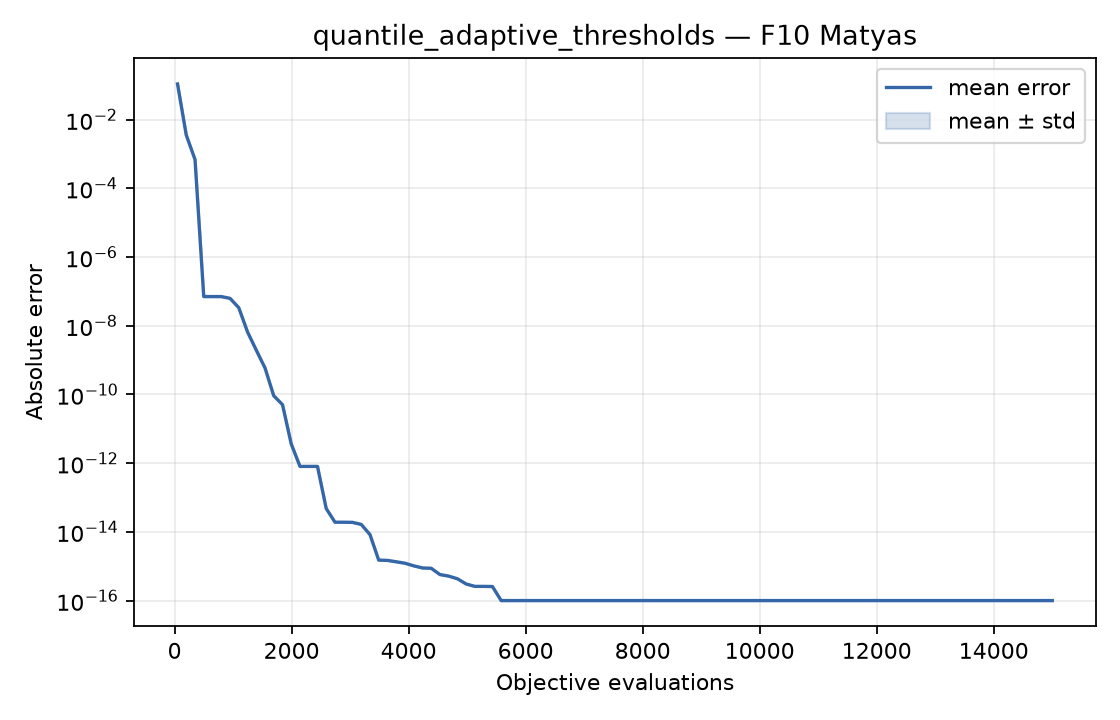 quantile_adaptive_thresholds — F10 Matyas
mean error
mean ± std
Absolute error
10⁻²
10⁻⁴
10⁻⁶
10⁻⁸
10⁻¹⁰
10⁻¹²
10⁻¹⁴
10⁻¹⁶
0 2000 4000 6000 8000 10000 12000 14000
Objective evaluations